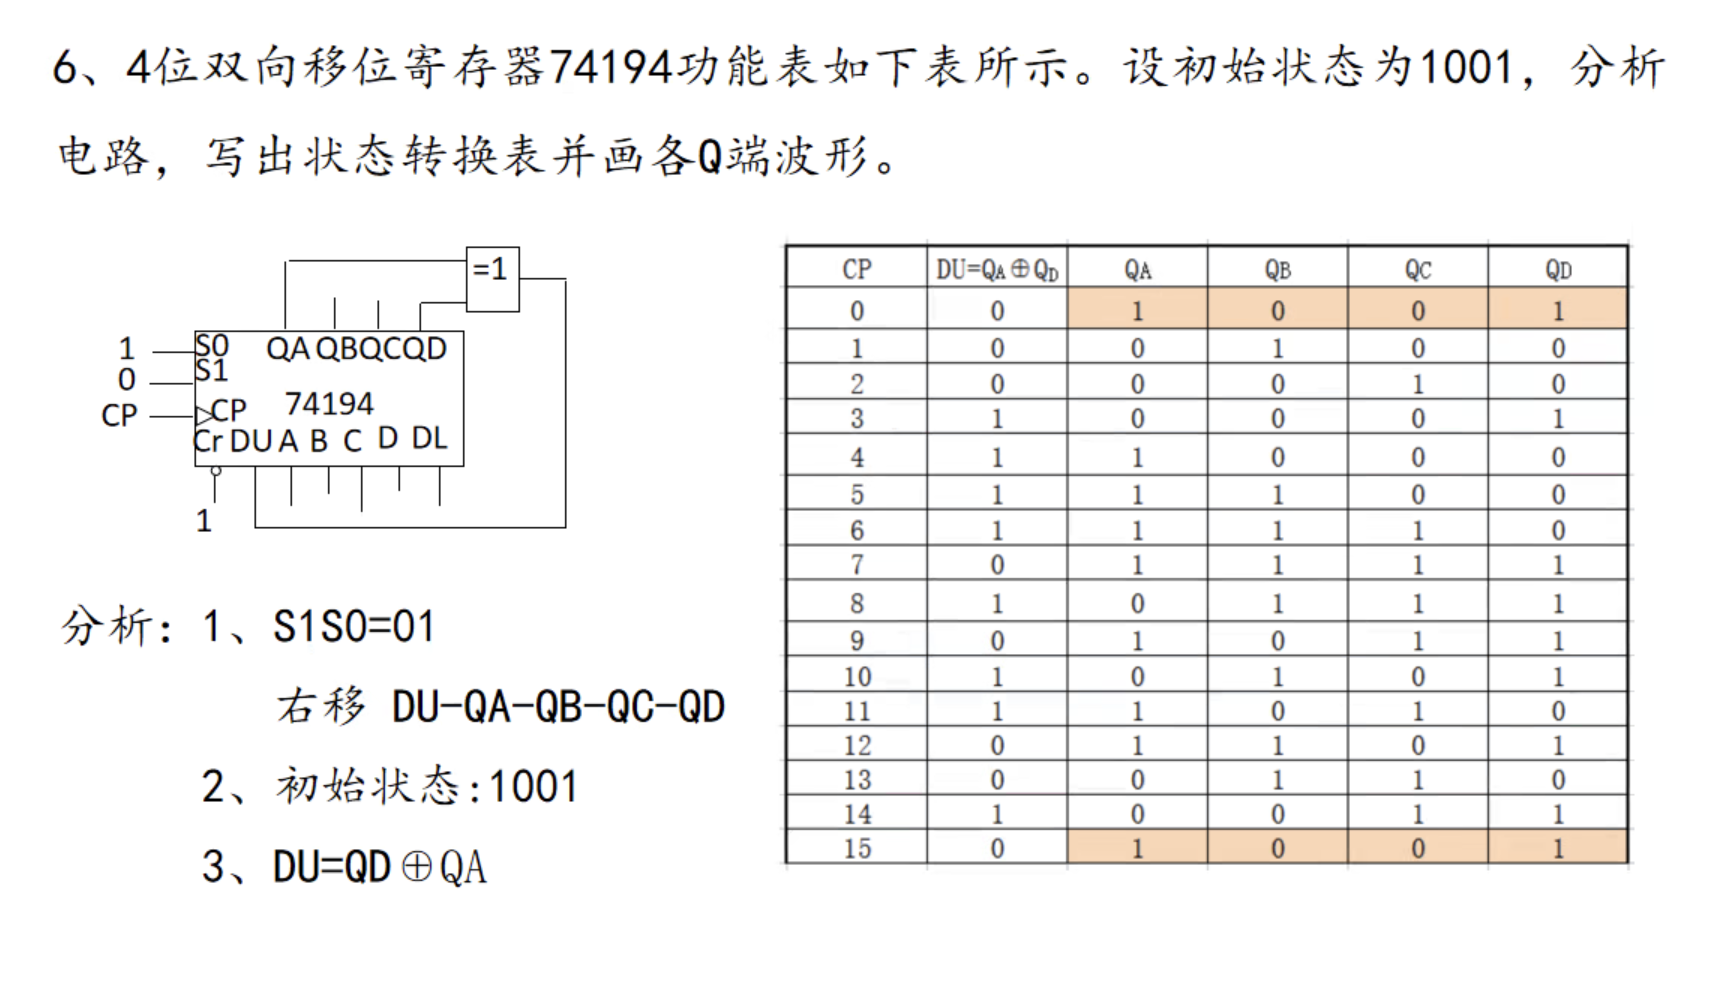 6、4位双向移位寄存器74194功能表如下表所示。设初始状态为1001，分析
电路，写出状态转换表并画各Q端波形。
=1
1 S0 QA QB QC QD
0 S1
CP CP 74194
Cr DU A B C D DL
1
分析：1、S1S0=01
右移 DU-QA-QB-QC-QD
2、初始状态:1001
3、DU=QD⊕QA
CP DU=QA⊕QD QA QB QC QD
0 0 1 0 0 1
1 0 0 1 0 0
2 0 0 0 1 0
3 1 0 0 0 1
4 1 1 0 0 0
5 1 1 1 0 0
6 1 1 1 1 0
7 0 1 1 1 1
8 1 0 1 1 1
9 0 1 0 1 1
10 1 0 1 0 1
11 1 1 0 1 0
12 0 1 1 0 1
13 0 0 1 1 0
14 1 0 0 1 1
15 0 1 0 0 1